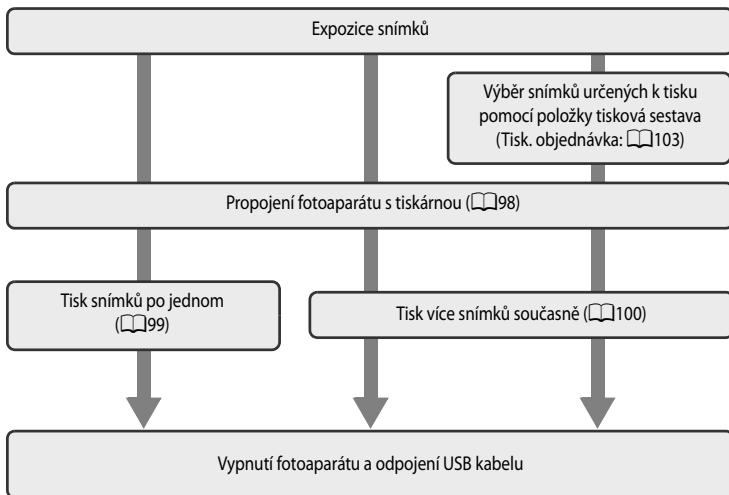 Expozice snímků
Výběr snímků určených k tisku
pomocí položky tisková sestava
(Tisk. objednávka: 103)
Propojení fotoaparátu s tiskárnou (98)
Tisk snímků po jednom
(99)
Tisk více snímků současně (100)
Vypnutí fotoaparátu a odpojení USB kabelu